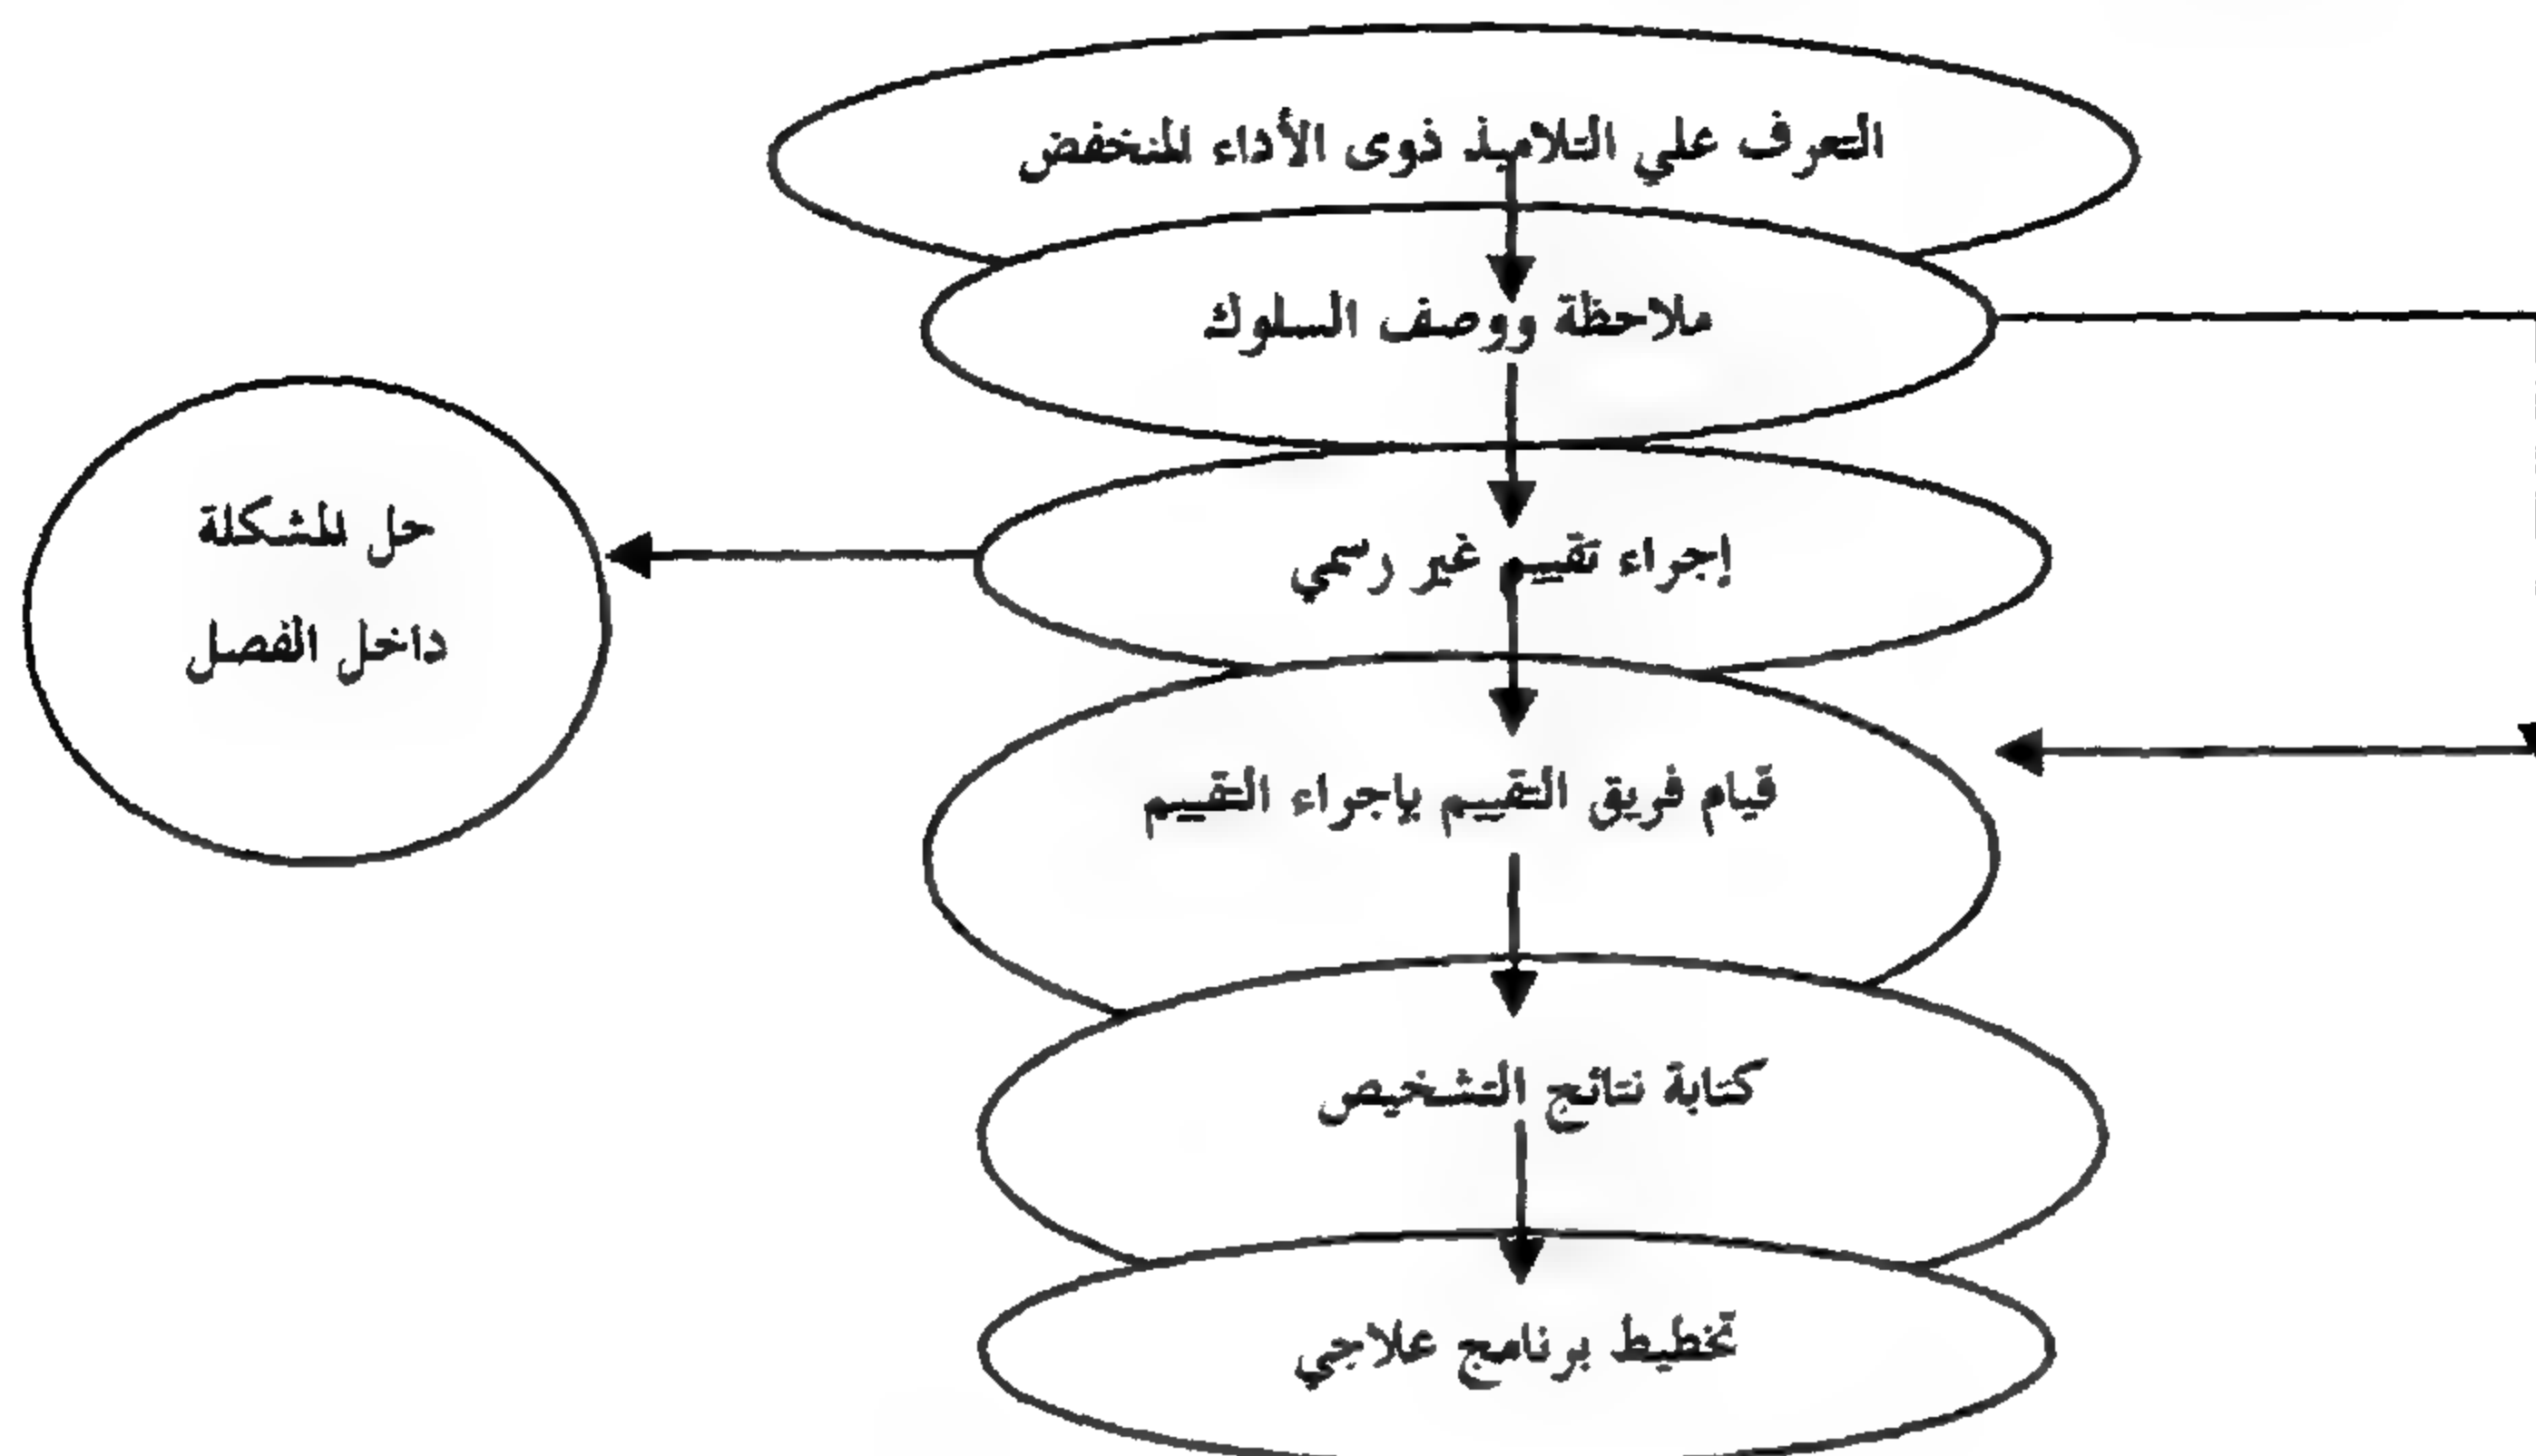 التعرف علي التلاميذ ذوى الأداء المنخفض
ملاحظة ووصف السلوك
إجراء تقييم غير رسمي
حل المشكلة
داخل الفصل
قيام فريق التقييم بإجراء التقييم
كتابة نتائج التشخيص
تخطيط برنامج علاجي